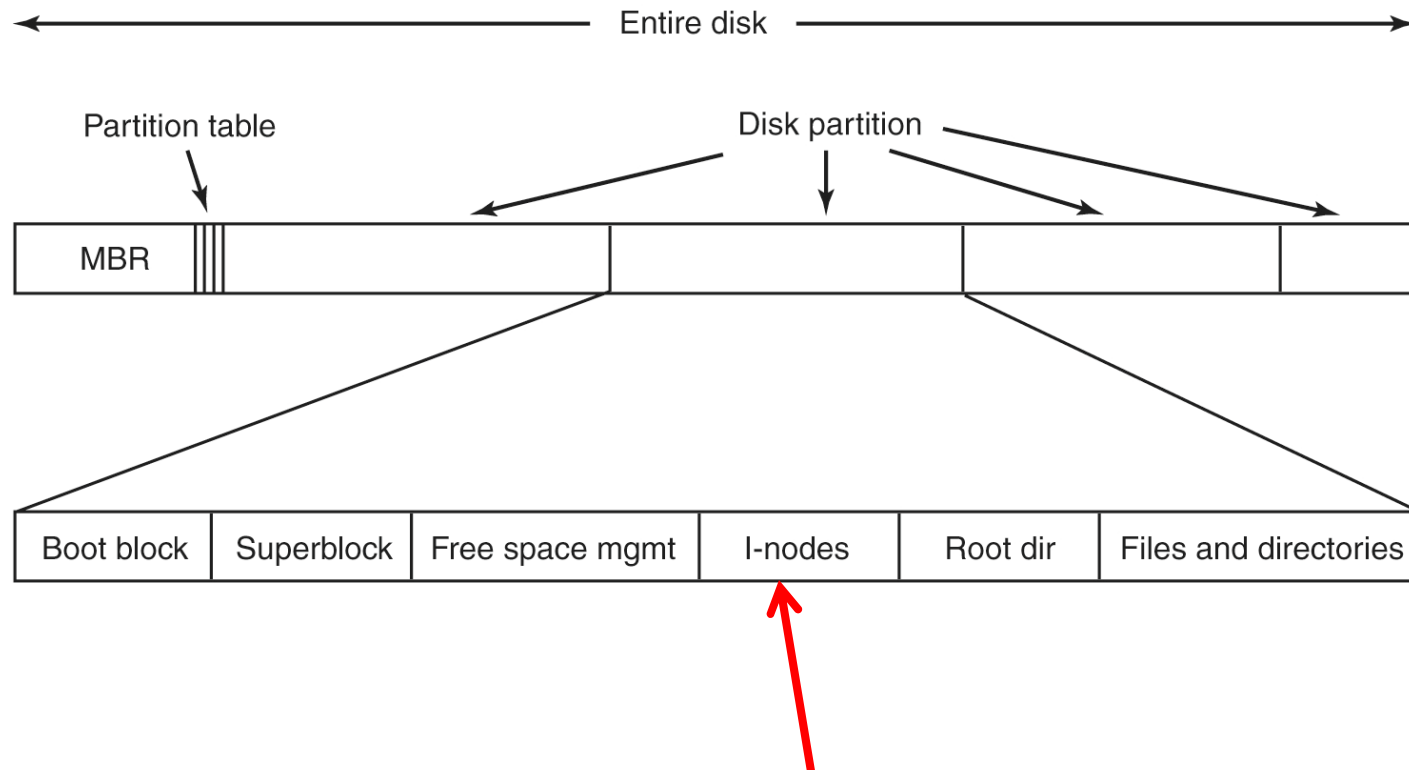 Entire disk
Partition table
Disk partition
MBR
Boot block
Superblock
Free space mgmt
I-nodes
Root dir
Files and directories